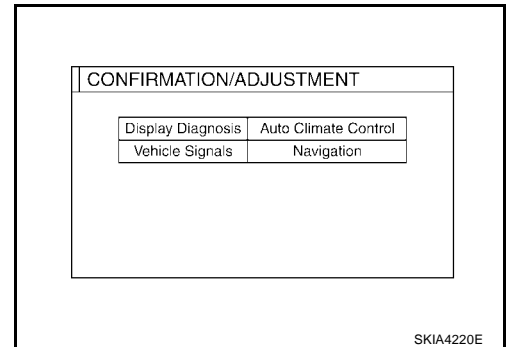 CONFIRMATION/ADJUSTMENT
Display Diagnosis Auto Climate Control
Vehicle Signals Navigation
SKIA4220E